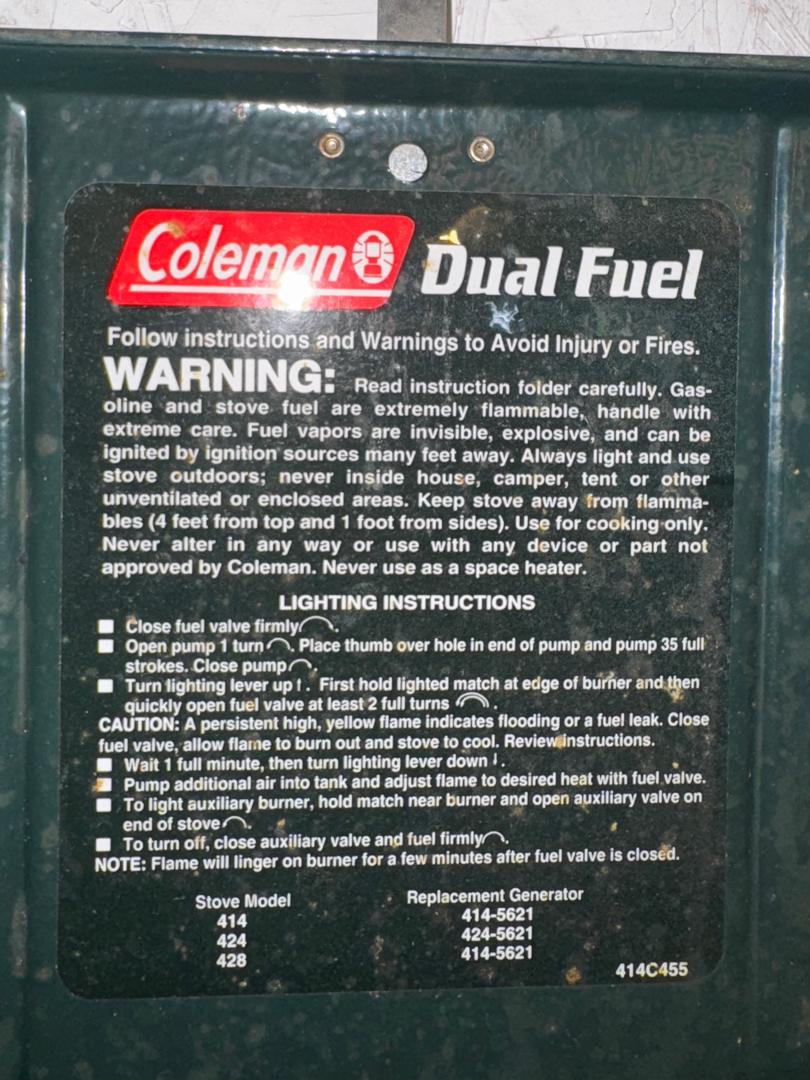 Coleman Dual Fuel
Follow instructions and Warnings to Avoid Injury or Fires.
WARNING: Read instruction folder carefully. Gas-
oline and stove fuel are extremely flammable, handle with
extreme care. Fuel vapors are invisible, explosive, and can be
ignited by ignition sources many feet away. Always light and use
stove outdoors; never inside house, camper, tent or other
unventilated or enclosed areas. Keep stove away from flamma-
bles (4 feet from top and 1 foot from sides). Use for cooking only.
Never alter in any way or use with any device or part not
approved by Coleman. Never use as a space heater.
LIGHTING INSTRUCTIONS
■ Close fuel valve firmly.
■ Open pump 1 turn. Place thumb over hole in end of pump and pump 35 full
strokes. Close pump.
■ Turn lighting lever up↑. First hold lighted match at edge of burner and then
quickly open fuel valve at least 2 full turns.
CAUTION: A persistent high, yellow flame indicates flooding or a fuel leak. Close
fuel valve, allow flame to burn out and stove to cool. Review instructions.
■ Wait 1 full minute, then turn lighting lever down↓.
■ Pump additional air into tank and adjust flame to desired heat with fuel valve.
■ To light auxiliary burner, hold match near burner and open auxiliary valve on
end of stove.
■ To turn off, close auxiliary valve and fuel firmly.
NOTE: Flame will linger on burner for a few minutes after fuel valve is closed.
Stove Model Replacement Generator
414 414-5621
424 424-5621
428 414-5621
414C455